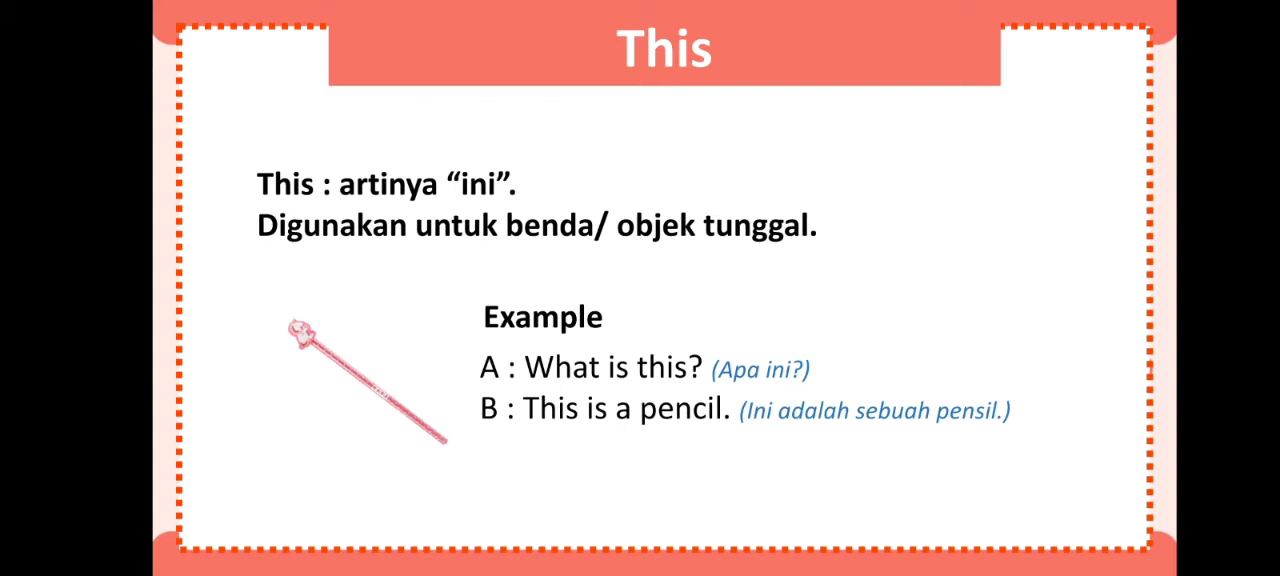 This
This : artinya “ini”.
Digunakan untuk benda/ objek tunggal.
Example
A : What is this? (Apa ini?)
B : This is a pencil. (Ini adalah sebuah pensil.)